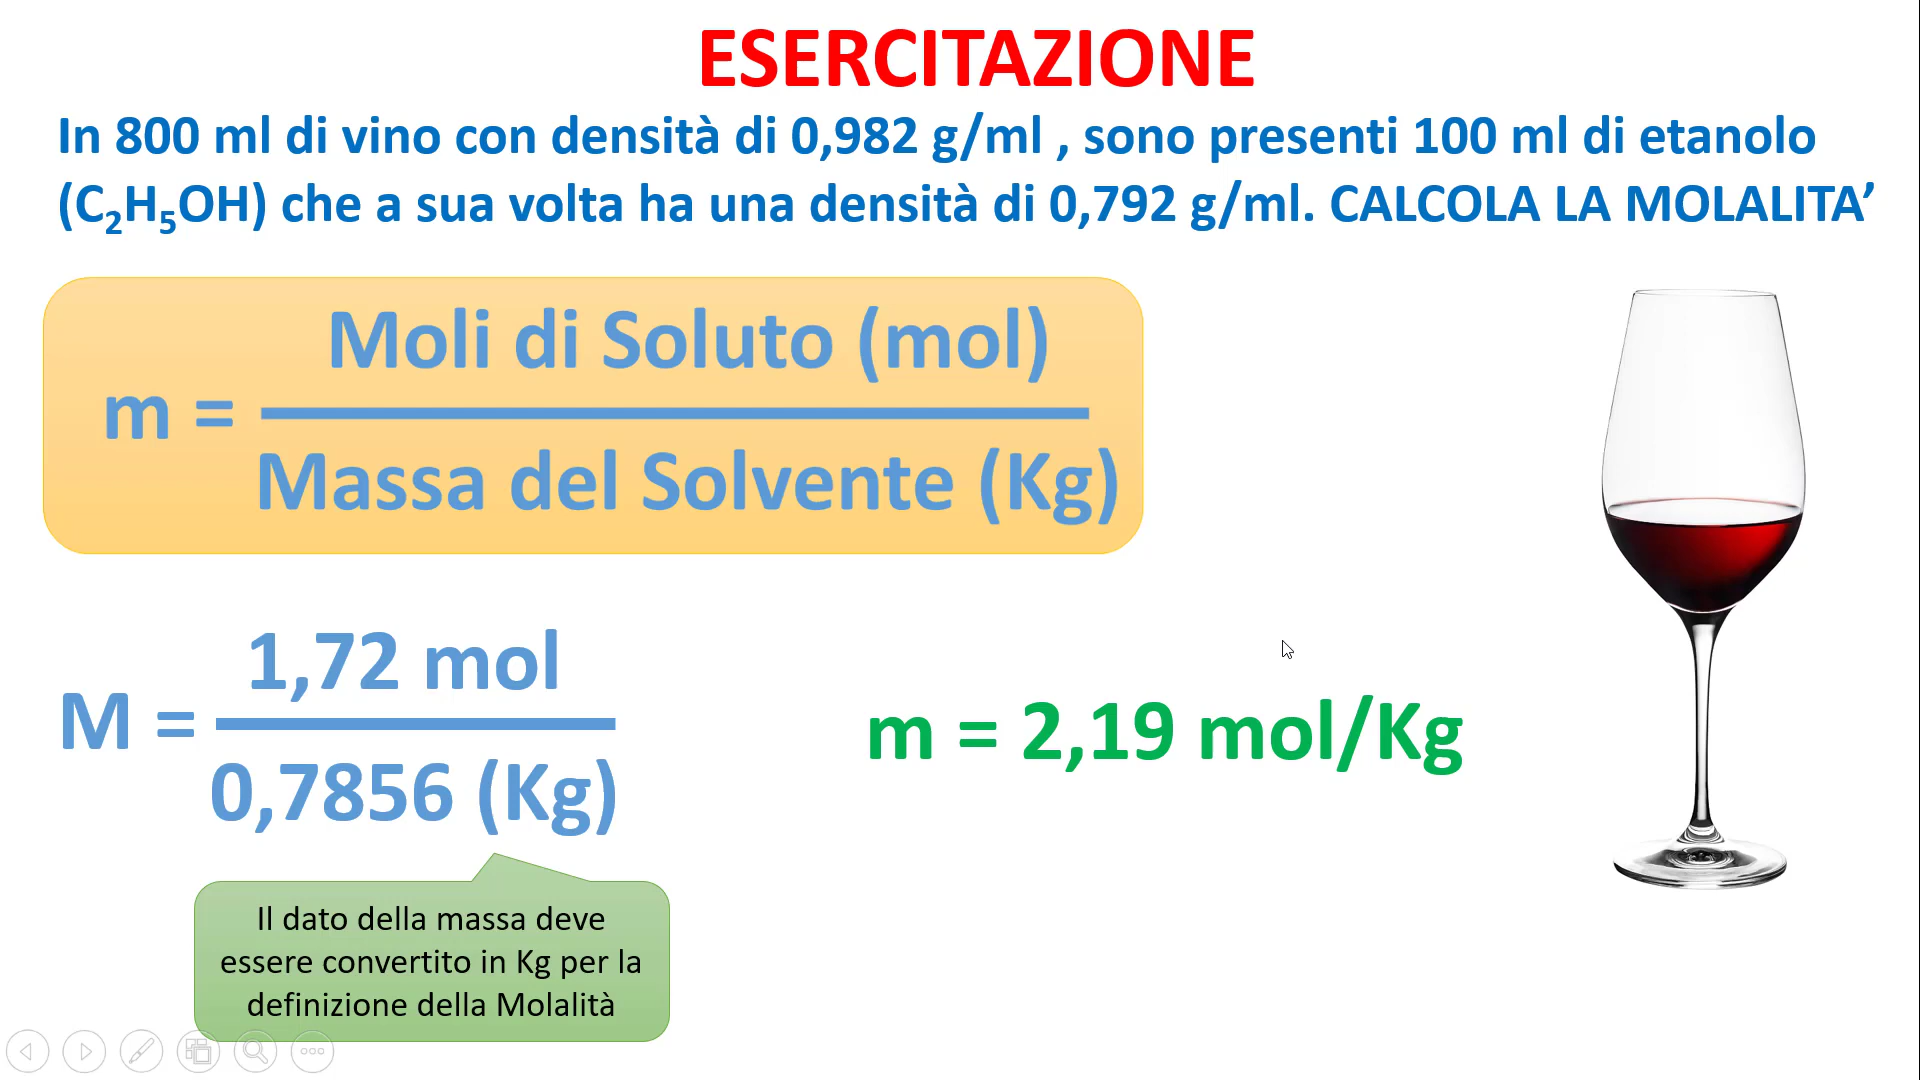 ESERCITAZIONE
In 800 ml di vino con densità di 0,982 g/ml , sono presenti 100 ml di etanolo
(C₂H₅OH) che a sua volta ha una densità di 0,792 g/ml. CALCOLA LA MOLALITA’
Moli di Soluto (mol)
m =
Massa del Solvente (Kg)
1,72 mol
M =
0,7856 (Kg)
m = 2,19 mol/Kg
Il dato della massa deve
essere convertito in Kg per la
definizione della Molalità